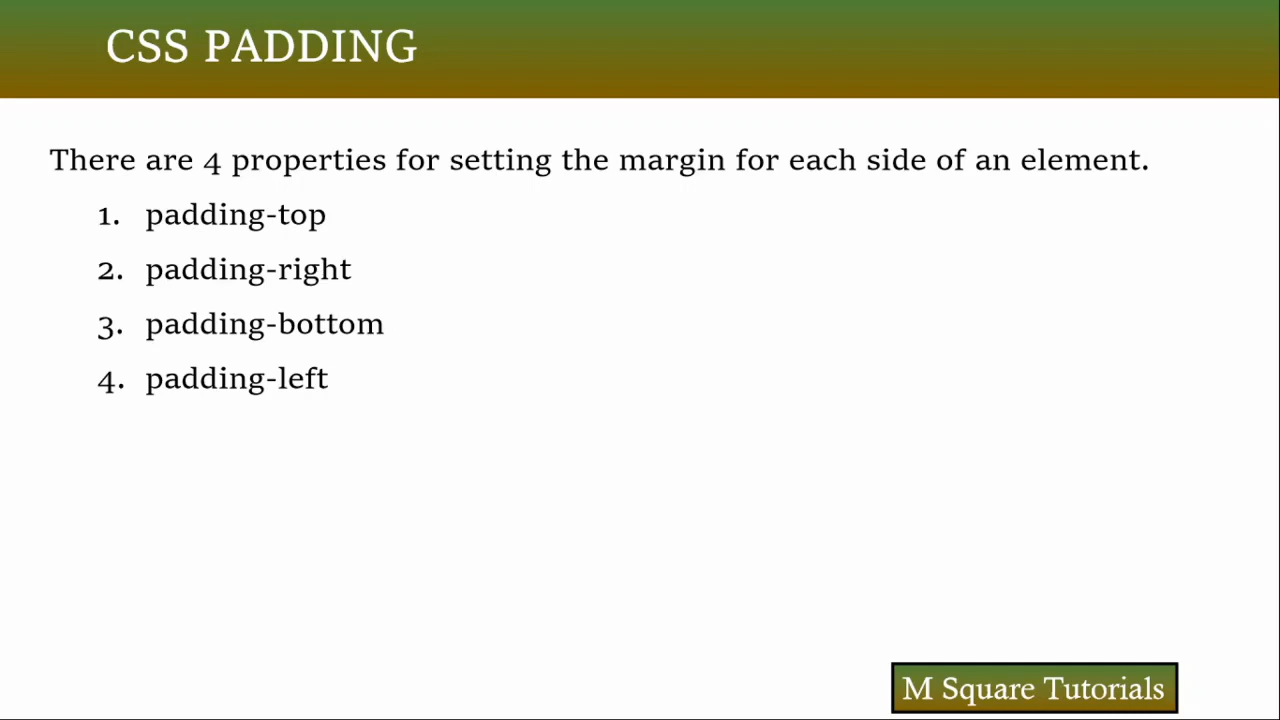 CSS PADDING
There are 4 properties for setting the margin for each side of an element.
1. padding-top
2. padding-right
3. padding-bottom
4. padding-left
M Square Tutorials